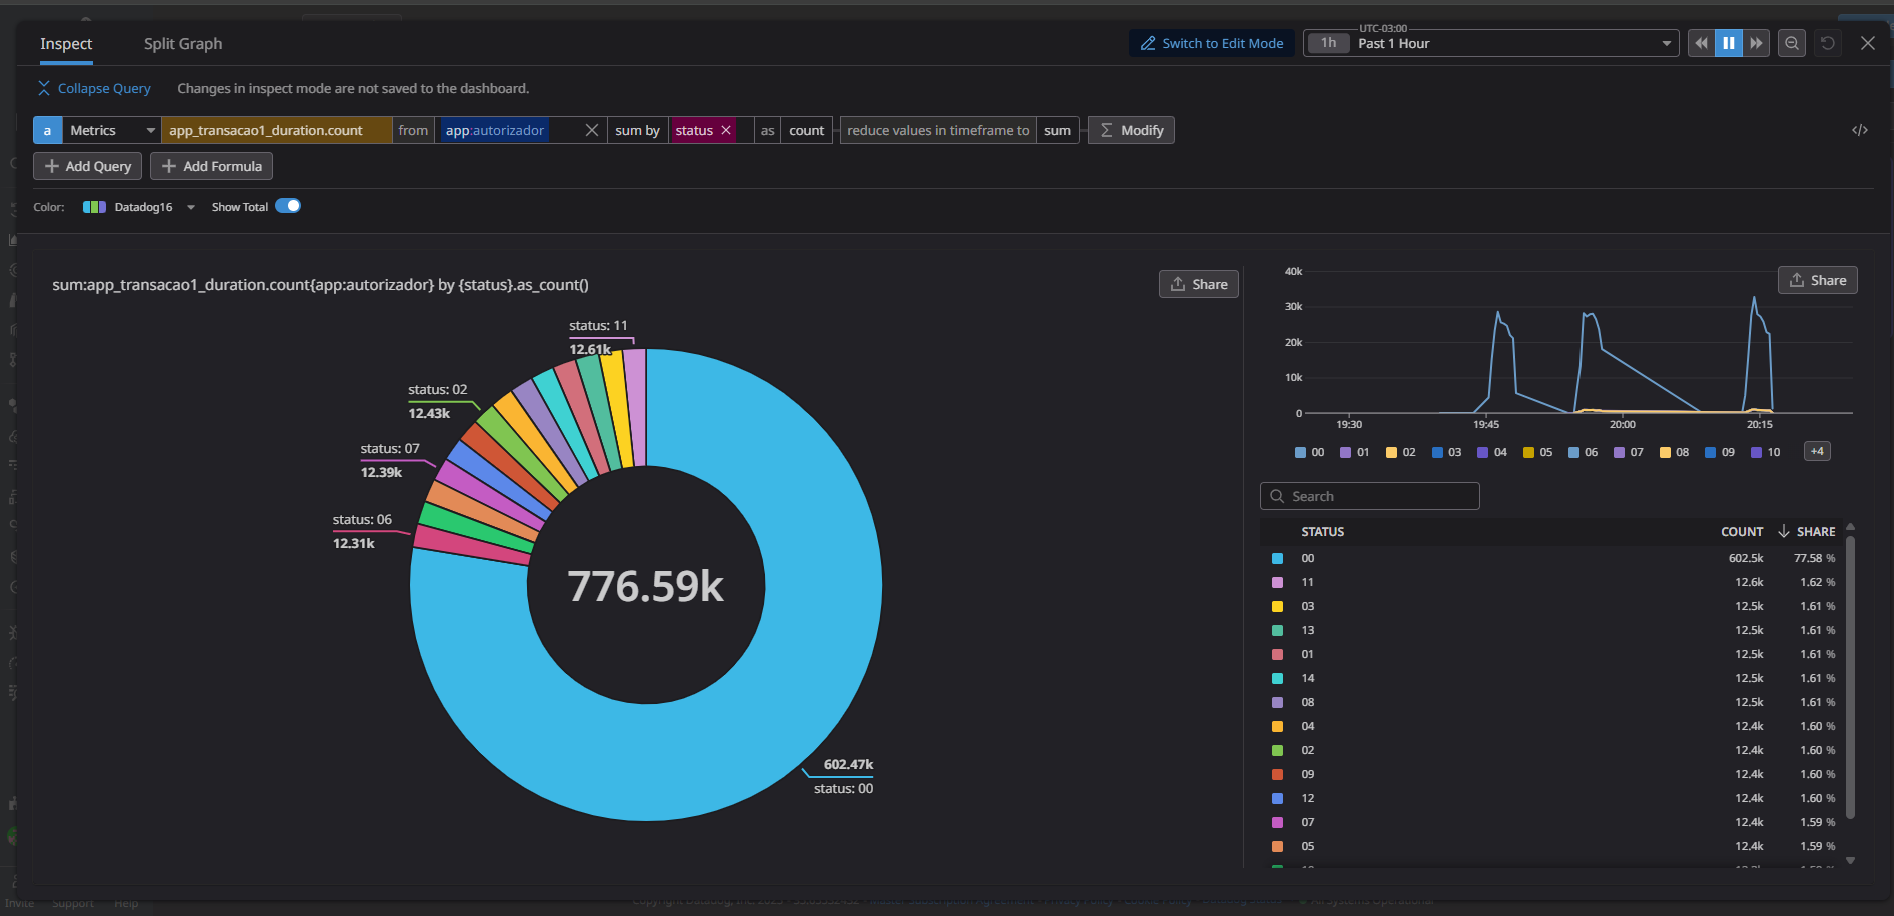 Inspect
Split Graph
Switch to Edit Mode
UTC-03:00
1h Past 1 Hour
Collapse Query
Changes in inspect mode are not saved to the dashboard.
a Metrics app_transacao1_duration.count from app:autorizador sum by status as count reduce values in timeframe to sum Σ Modify
</>
+ Add Query
+ Add Formula
Color: Datadog16 Show Total
sum:app_transacao1_duration.count{app:autorizador} by {status}.as_count()
Share
status: 11
12.61k
status: 02
12.43k
status: 07
12.39k
status: 06
12.31k
776.59k
602.47k
status: 00
Share
40k
30k
20k
10k
0
19:30 19:45 20:00 20:15
00 01 02 03 04 05 06 07 08 09 10 +4
Search
STATUS COUNT SHARE
00 602.5k 77.58 %
11 12.6k 1.62 %
03 12.5k 1.61 %
13 12.5k 1.61 %
01 12.5k 1.61 %
14 12.5k 1.61 %
08 12.5k 1.61 %
04 12.4k 1.60 %
02 12.4k 1.60 %
09 12.4k 1.60 %
12 12.4k 1.60 %
07 12.4k 1.59 %
05 12.4k 1.59 %
Invite Support Help